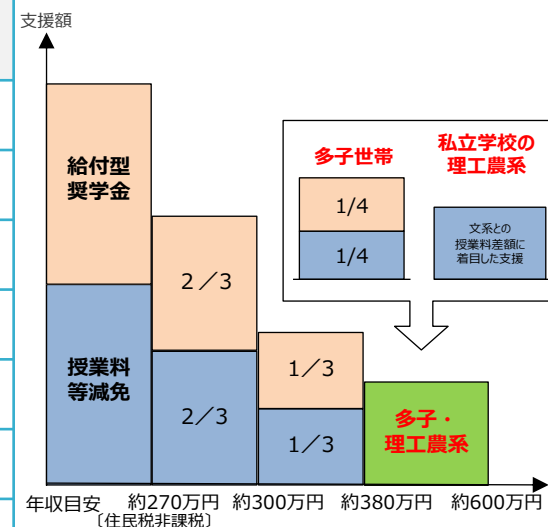 支援額
給付型
奨学金
授業料
等減免
2／3
2／3
1／3
1／3
多子世帯
1/4
1/4
私立学校の
理工農系
文系との
授業料差額に
着目した支援
多子・
理工農系
年収目安 約270万円 約300万円 約380万円 約600万円
〔住民税非課税〕